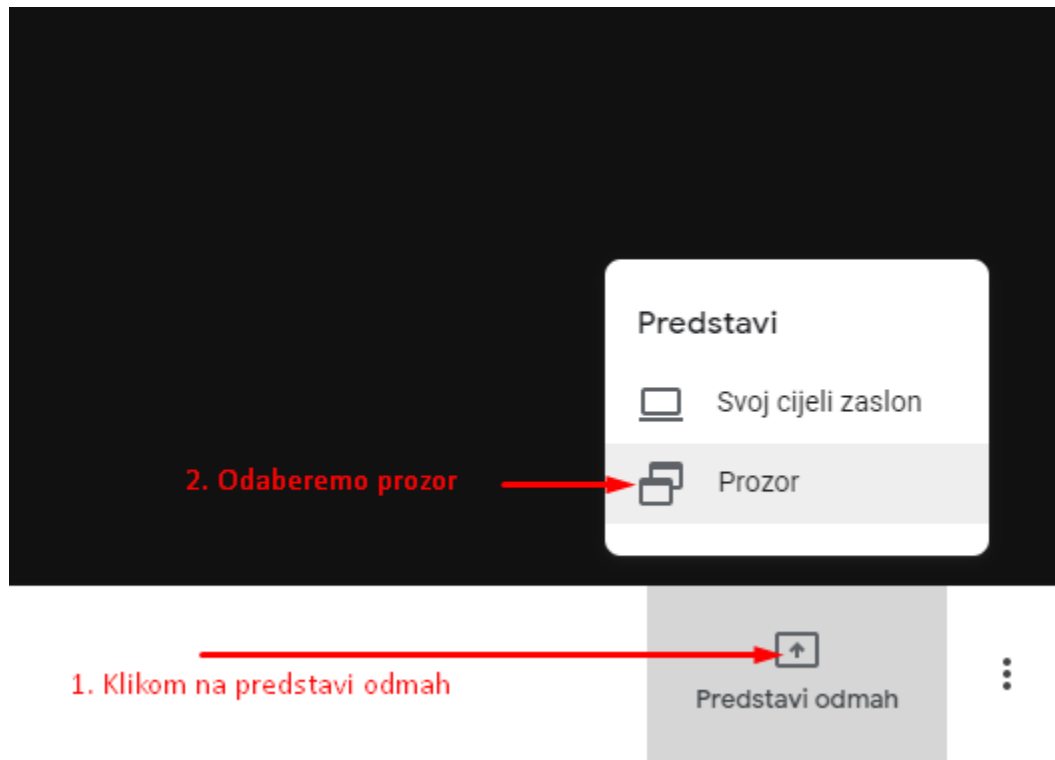 Predstavi
Svoj cijeli zaslon
2. Odaberemo prozor
Prozor
1. Klikom na predstavi odmah
Predstavi odmah